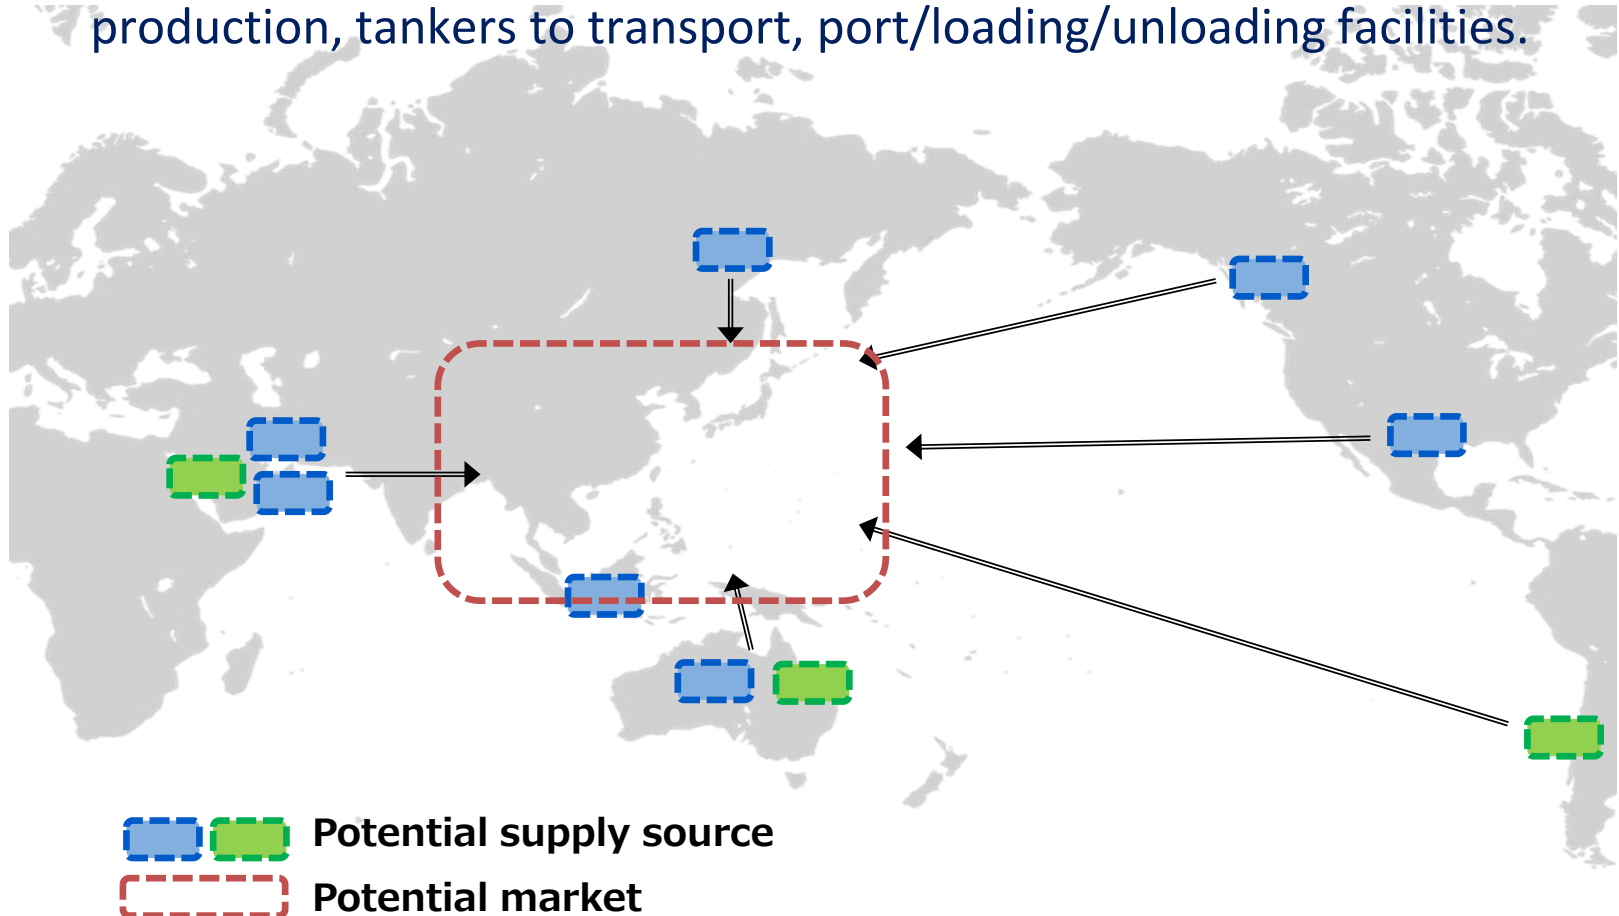 production, tankers to transport, port/loading/unloading facilities.
Potential supply source
Potential market